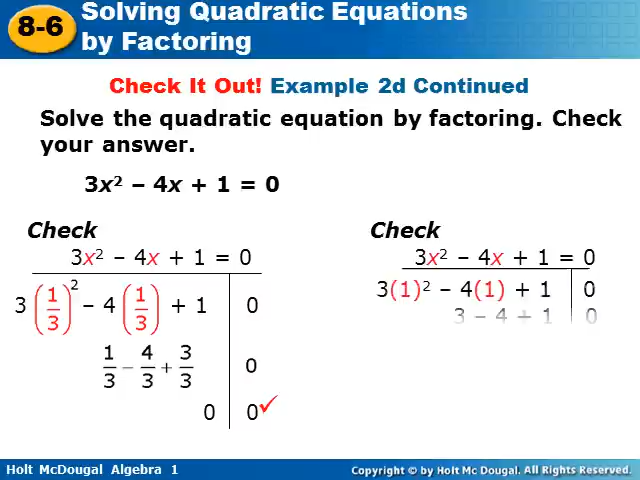 8-6
Solving Quadratic Equations
by Factoring
Check It Out! Example 2d Continued
Solve the quadratic equation by factoring. Check
your answer.
3x² – 4x + 1 = 0
Check
3x² – 4x + 1 = 0
3(1/3)² – 4(1/3) + 1 0
1/3 – 4/3 + 3/3 0
0 0✓
Check
3x² – 4x + 1 = 0
3(1)² – 4(1) + 1 0
3 – 4 + 1 0
Holt McDougal Algebra 1
Copyright © by Holt Mc Dougal. All Rights Reserved.